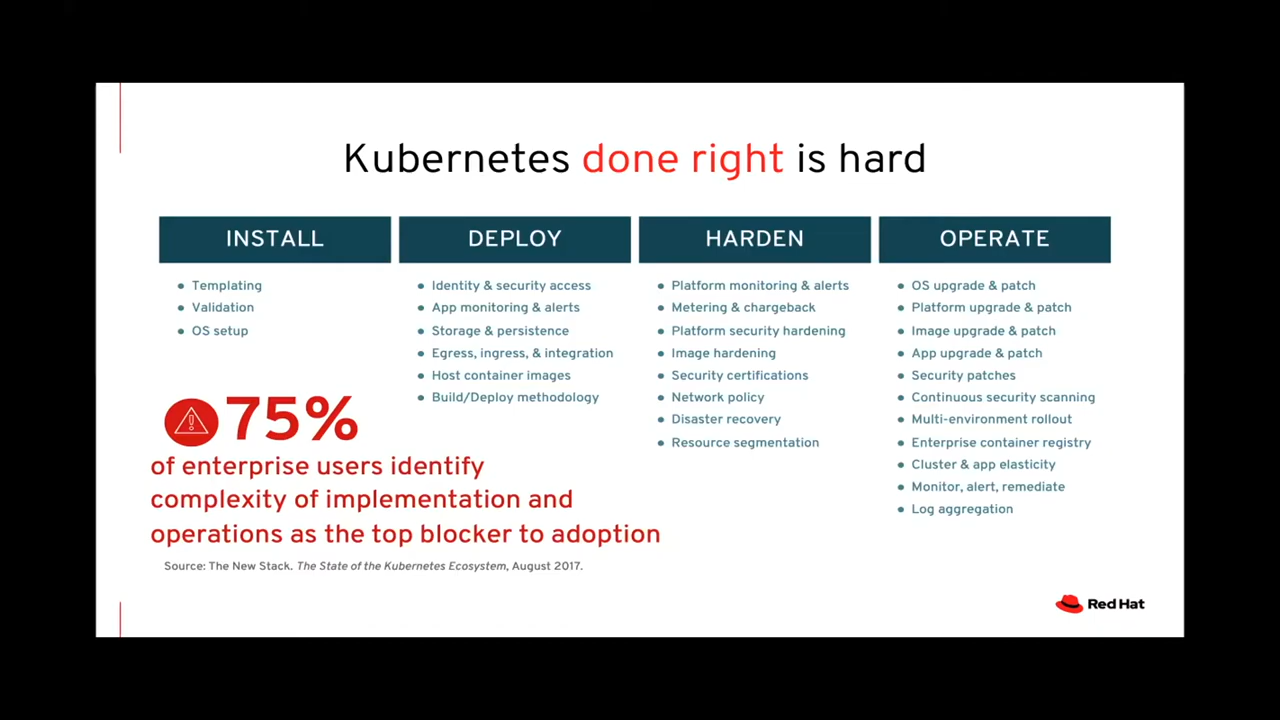 Kubernetes done right is hard
INSTALL
Templating
Validation
OS setup
DEPLOY
Identity & security access
App monitoring & alerts
Storage & persistence
Egress, ingress, & integration
Host container images
Build/Deploy methodology
HARDEN
Platform monitoring & alerts
Metering & chargeback
Platform security hardening
Image hardening
Security certifications
Network policy
Disaster recovery
Resource segmentation
OPERATE
OS upgrade & patch
Platform upgrade & patch
Image upgrade & patch
App upgrade & patch
Security patches
Continuous security scanning
Multi-environment rollout
Enterprise container registry
Cluster & app elasticity
Monitor, alert, remediate
Log aggregation
75%
of enterprise users identify
complexity of implementation and
operations as the top blocker to adoption
Source: The New Stack. The State of the Kubernetes Ecosystem, August 2017.
Red Hat